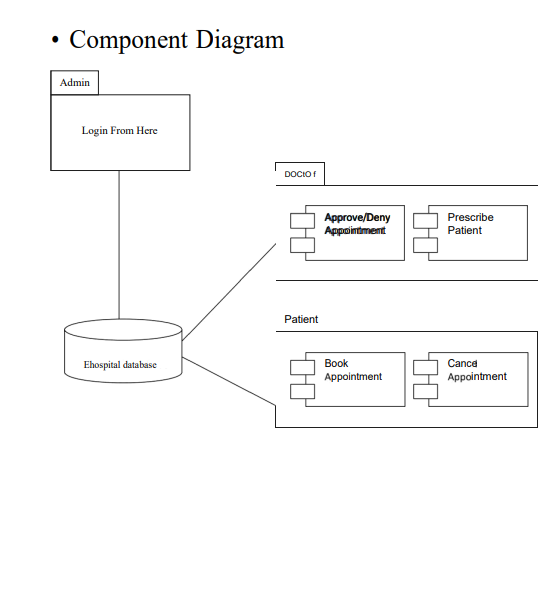 • Component Diagram
Admin
Login From Here
DOCtO f
Approve/Deny
Appointment
Prescribe
Patient
Patient
Book
Appointment
Cancel
Appointment
Ehospital database